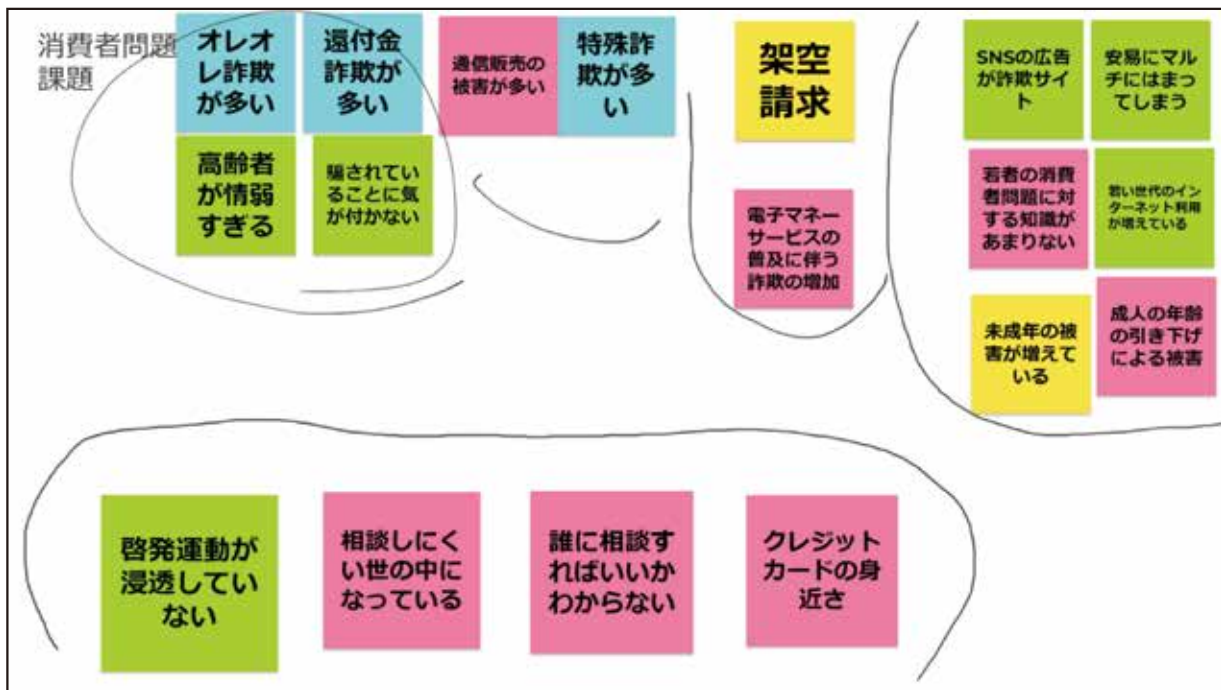 消費者問題
課題
オレオ
レ詐欺
が多い
還付金
詐欺が
多い
通信販売の
被害が多い
特殊詐
欺が多
い
高齢者
が情弱
すぎる
騙されてい
ることに気
が付かない
架空
請求
電子マネー
サービスの
普及に伴う
詐欺の増加
SNSの広告
が詐欺サイ
ト
安易にマル
チにはまっ
てしまう
若者の消費
者問題に対
する知識が
あまりない
若い世代のイン
ターネット利用
が増えている
未成年の被
害が増えて
いる
成人の年齢
の引き下げ
による被害
啓発運動が
浸透してい
ない
相談しにく
い世の中に
なっている
誰に相談す
ればいいか
わからない
クレジット
カードの身
近さ